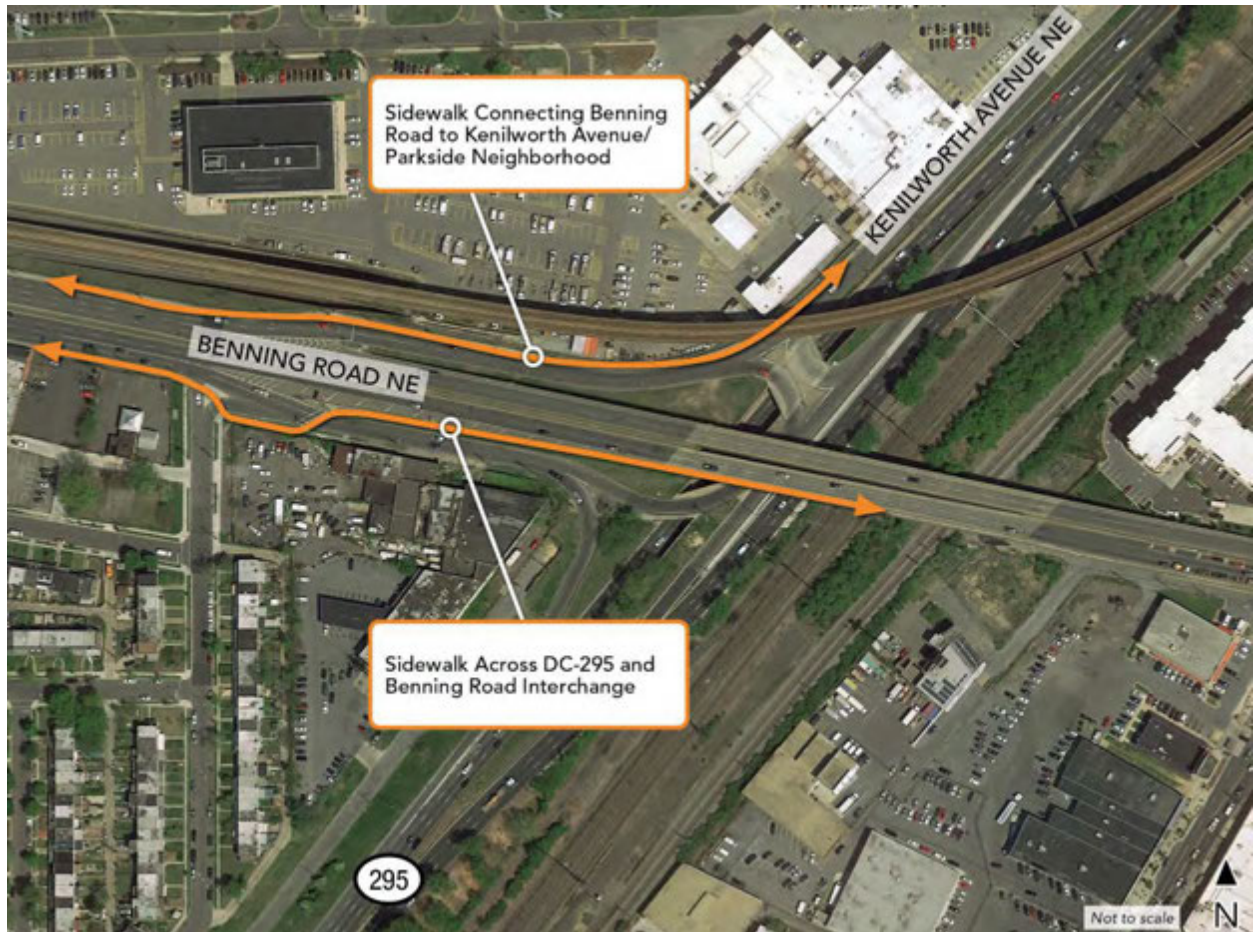 KENILWORTH AVENUE NE
Sidewalk Connecting Benning
Road to Kenilworth Avenue/
Parkside Neighborhood
BENNING ROAD NE
Sidewalk Across DC-295 and
Benning Road Interchange
295
Not to scale
N